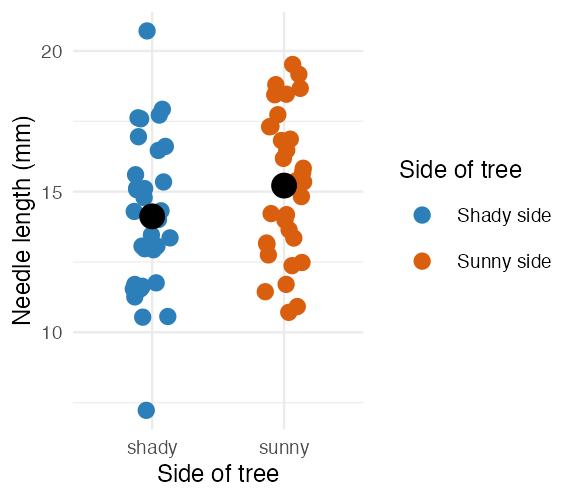 20
15
10
Needle length (mm)
shady
sunny
Side of tree
Side of tree
Shady side
Sunny side